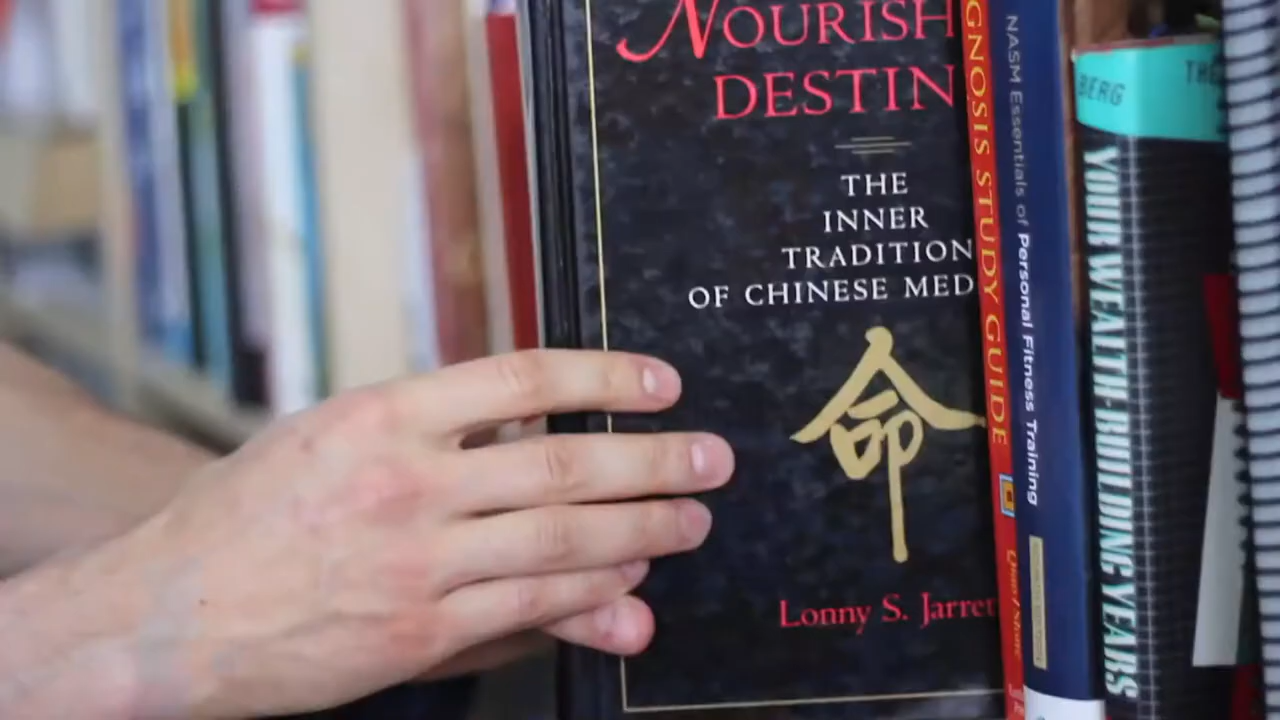 NOURISH
DESTIN
THE
INNER
TRADITION
OF CHINESE MED
命
Lonny S. Jarret
GNOSIS STUDY GUIDE
NASM Essentials of Personal Fitness Training
BERG
THE
YOUR WEALTH-BUILDING YEARS